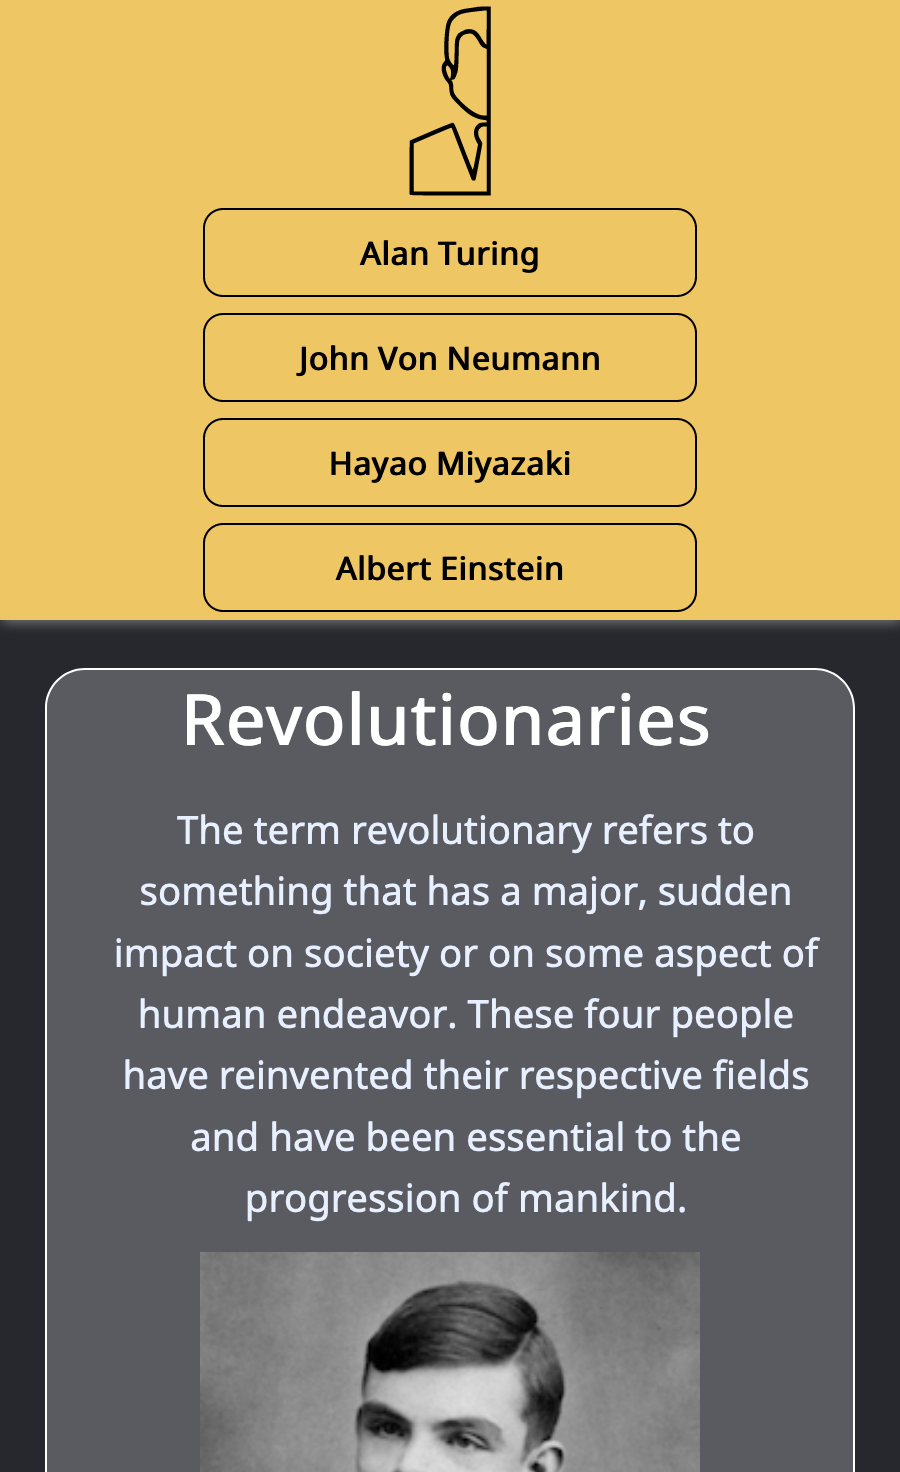 Alan Turing
John Von Neumann
Hayao Miyazaki
Albert Einstein
Revolutionaries
The term revolutionary refers to
something that has a major, sudden
impact on society or on some aspect of
human endeavor. These four people
have reinvented their respective fields
and have been essential to the
progression of mankind.